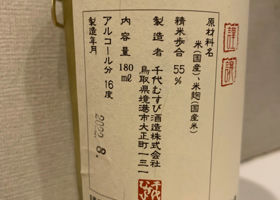 原材料名
米(国産)、米麹(国産米)
精米歩合 55%
製造者 千代むすび酒造株式会社
鳥取県境港市大正町一三一
内容量 180ml
アルコール分 16度
製造年月
2022. 8.